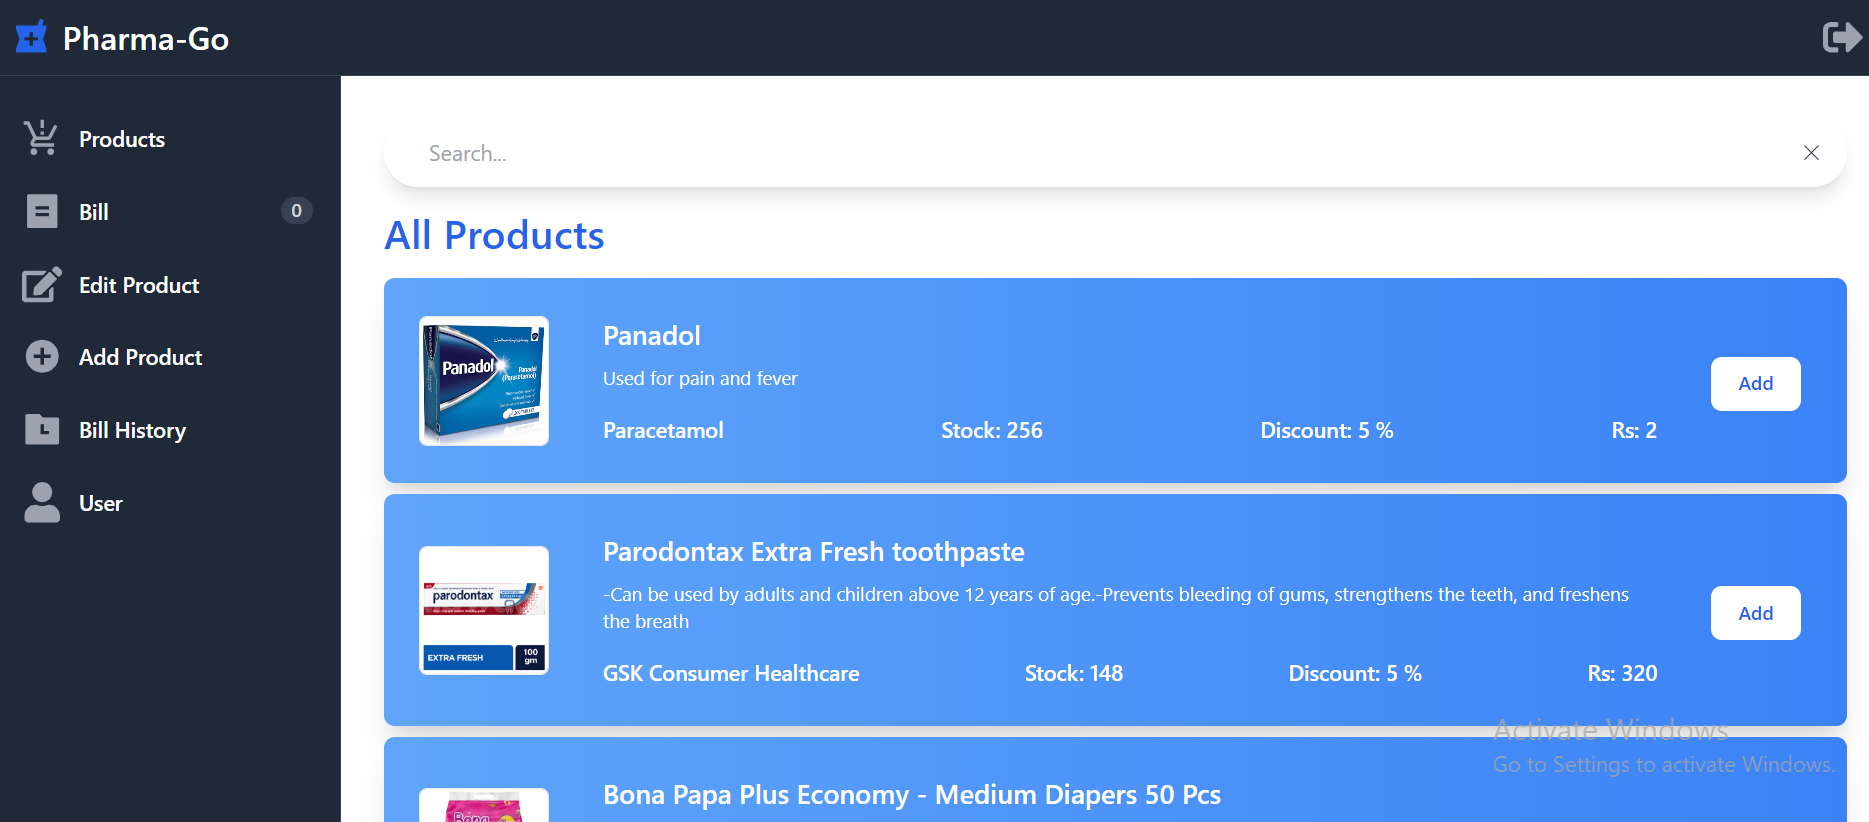 Pharma-Go
Products
Bill
0
Edit Product
Add Product
Bill History
User
Search...
All Products
Panadol
Panadol
(Paracetamol)
Panadol
Used for pain and fever
Paracetamol
Stock: 256
Discount: 5 %
Rs: 2
Add
parodontax
EXTRA FRESH
100
gm
Parodontax Extra Fresh toothpaste
-Can be used by adults and children above 12 years of age.-Prevents bleeding of gums, strengthens the teeth, and freshens
the breath
GSK Consumer Healthcare
Stock: 148
Discount: 5 %
Rs: 320
Add
Bona
Bona Papa Plus Economy - Medium Diapers 50 Pcs
Activate Windows
Go to Settings to activate Windows.